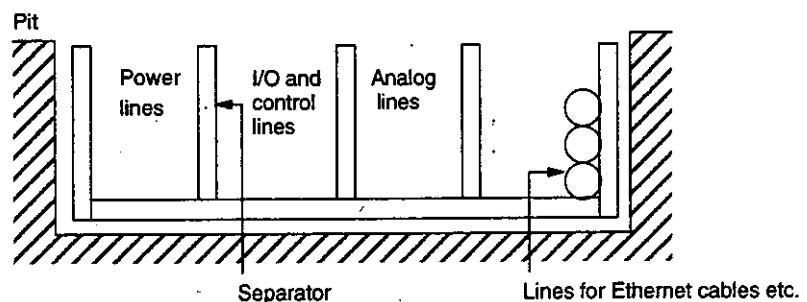 Pit
Power
lines
I/O and
control
lines
Analog
lines
Separator
Lines for Ethernet cables etc.